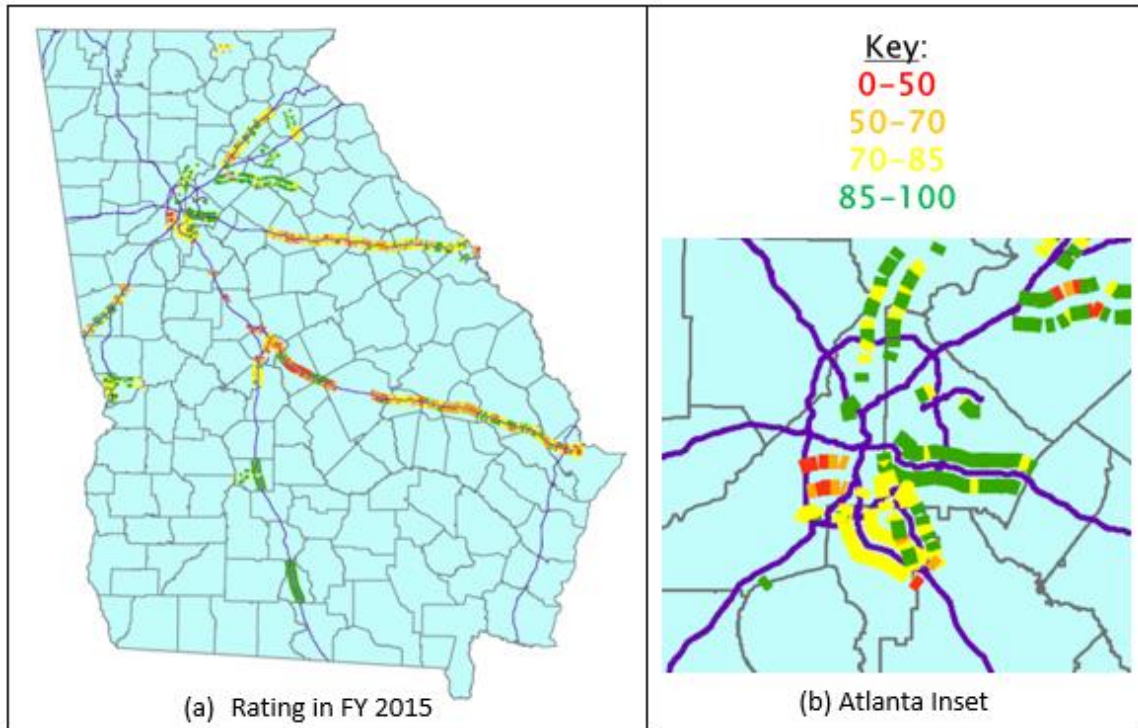 Key:
0-50
50-70
70-85
85-100
(a) Rating in FY 2015
(b) Atlanta Inset